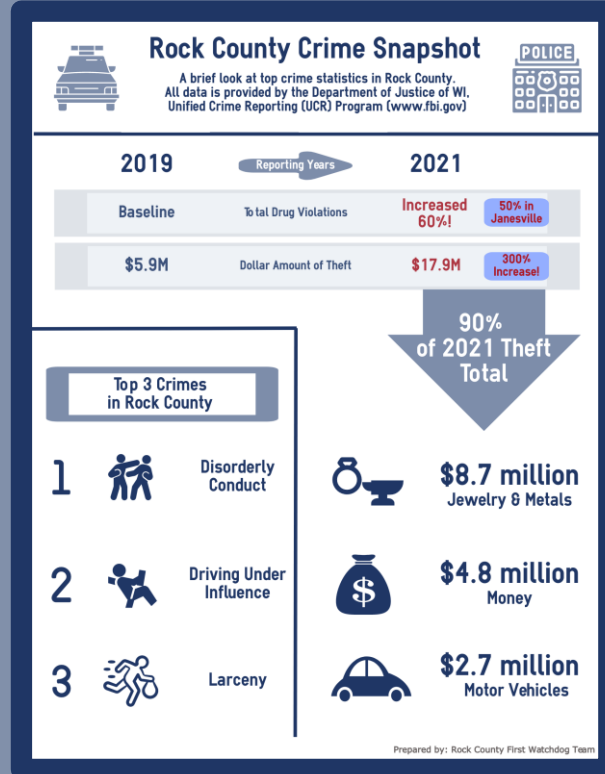 Rock County Crime Snapshot
POLICE
A brief look at top crime statistics in Rock County.
All data is provided by the Department of Justice of WI,
Unified Crime Reporting (UCR) Program (www.fbi.gov)
2019
Reporting Years
2021
Baseline
Total Drug Violations
Increased
60%!
50% in
Janesville
$5.9M
Dollar Amount of Theft
$17.9M
300%
Increase!
90%
of 2021 Theft
Total
Top 3 Crimes
in Rock County
1
Disorderly
Conduct
2
Driving Under
Influence
3
Larceny
$8.7 million
Jewelry & Metals
$
$4.8 million
Money
$2.7 million
Motor Vehicles
Prepared by: Rock County First Watchdog Team